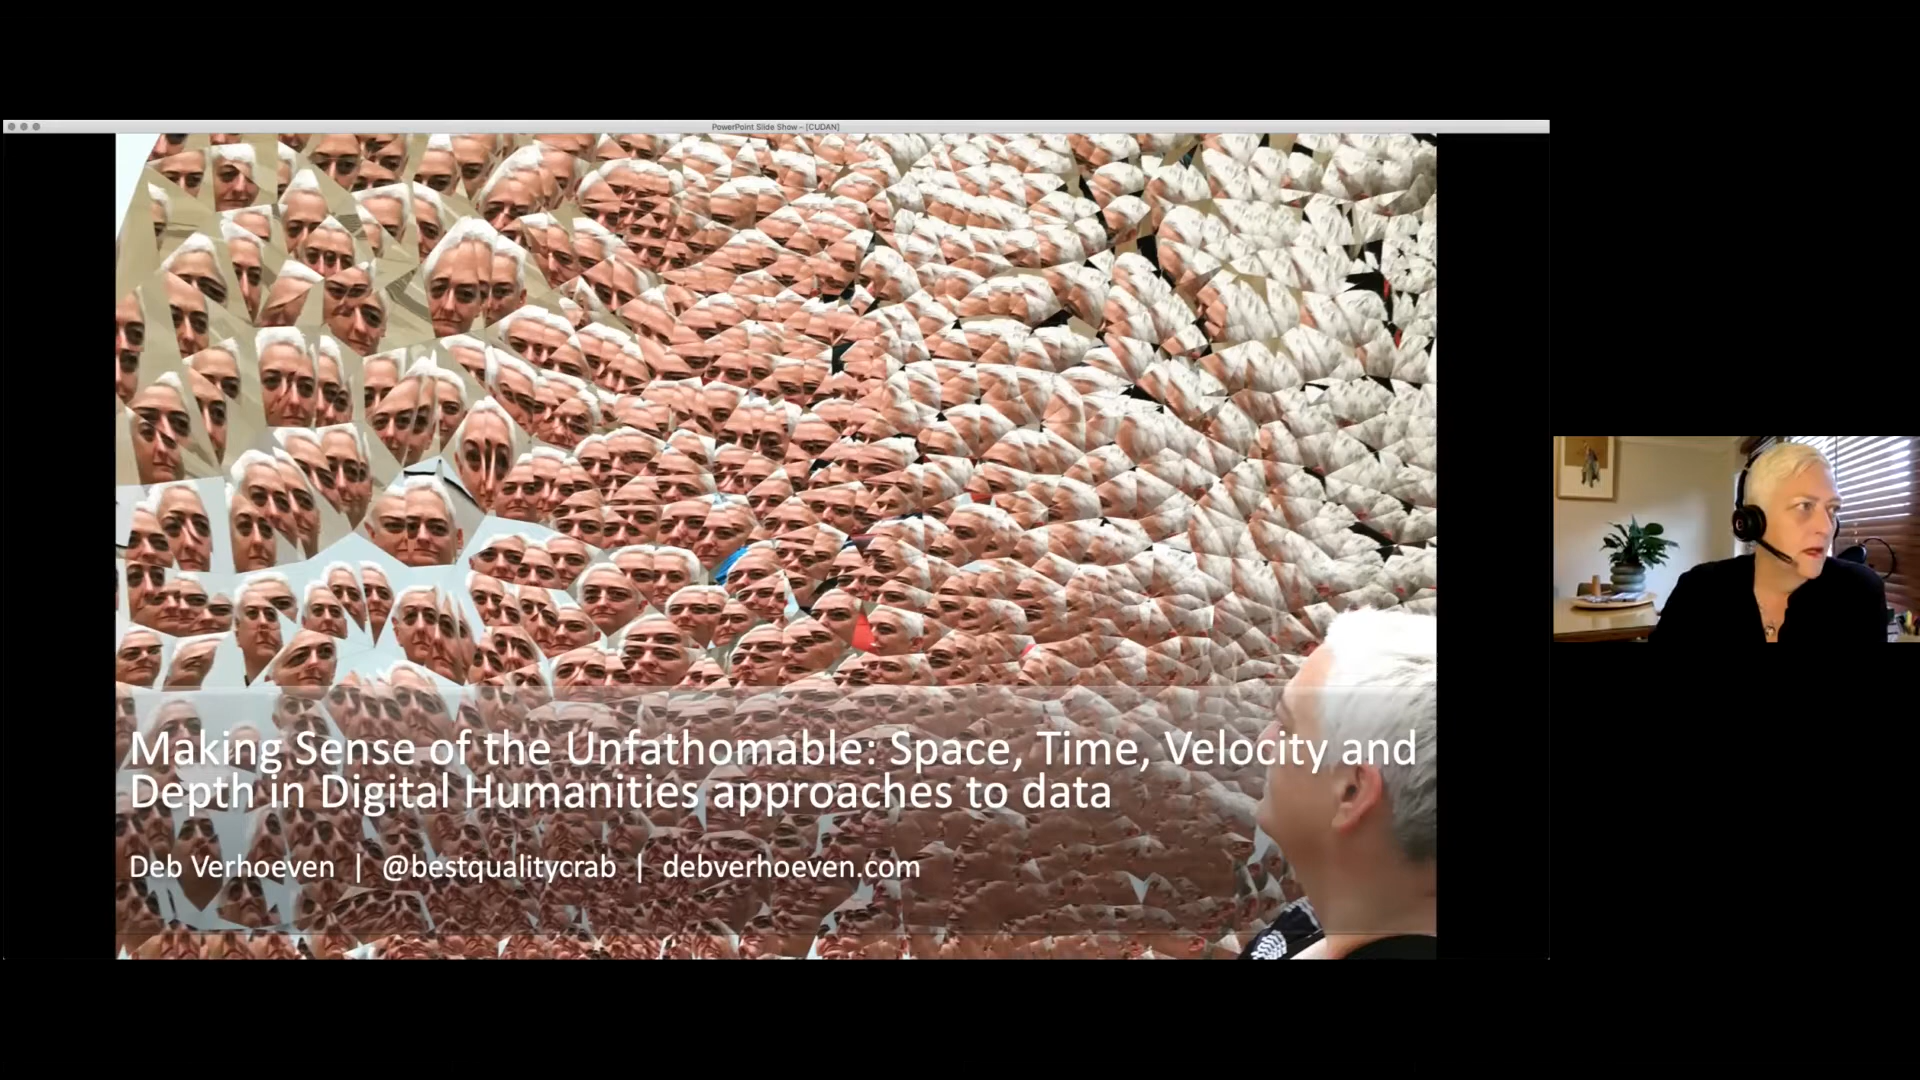 PowerPoint Slide Show - [CUDAN]
Making Sense of the Unfathomable: Space, Time, Velocity and
Depth in Digital Humanities approaches to data
Deb Verhoeven | @bestqualitycrab | debverhoeven.com